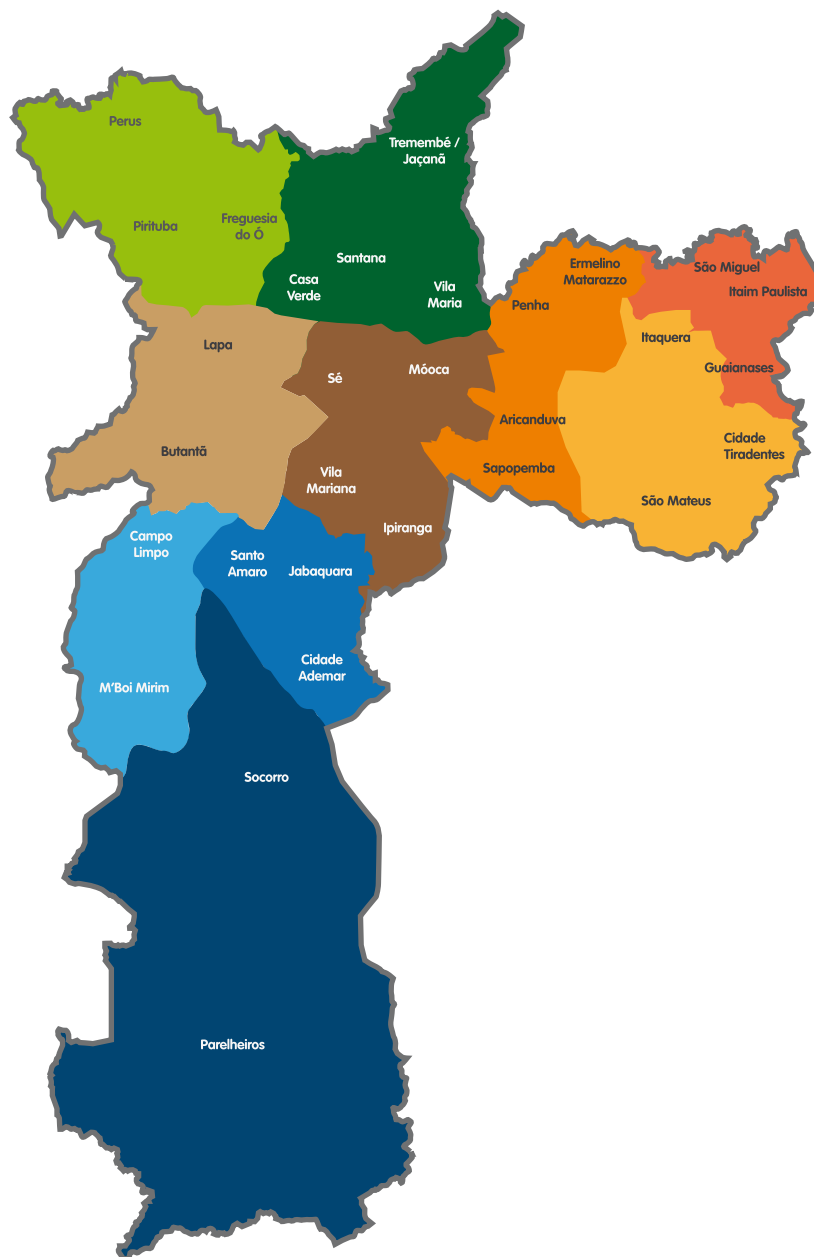 Perus
Tremembé /
Jaçanã
Pirituba
Freguesia
do Ó
Santana
Casa
Verde
Vila
Maria
Ermelino
Matarazzo
Penha
São Miguel
Itaim Paulista
Itaquera
Guaianases
Lapa
Sé
Móoca
Aricanduva
Cidade
Tiradentes
Butantã
Sapopemba
Vila
Mariana
São Mateus
Ipiranga
Campo
Limpo
Santo
Amaro
Jabaquara
Cidade
Ademar
M'Boi Mirim
Socorro
Parelheiros